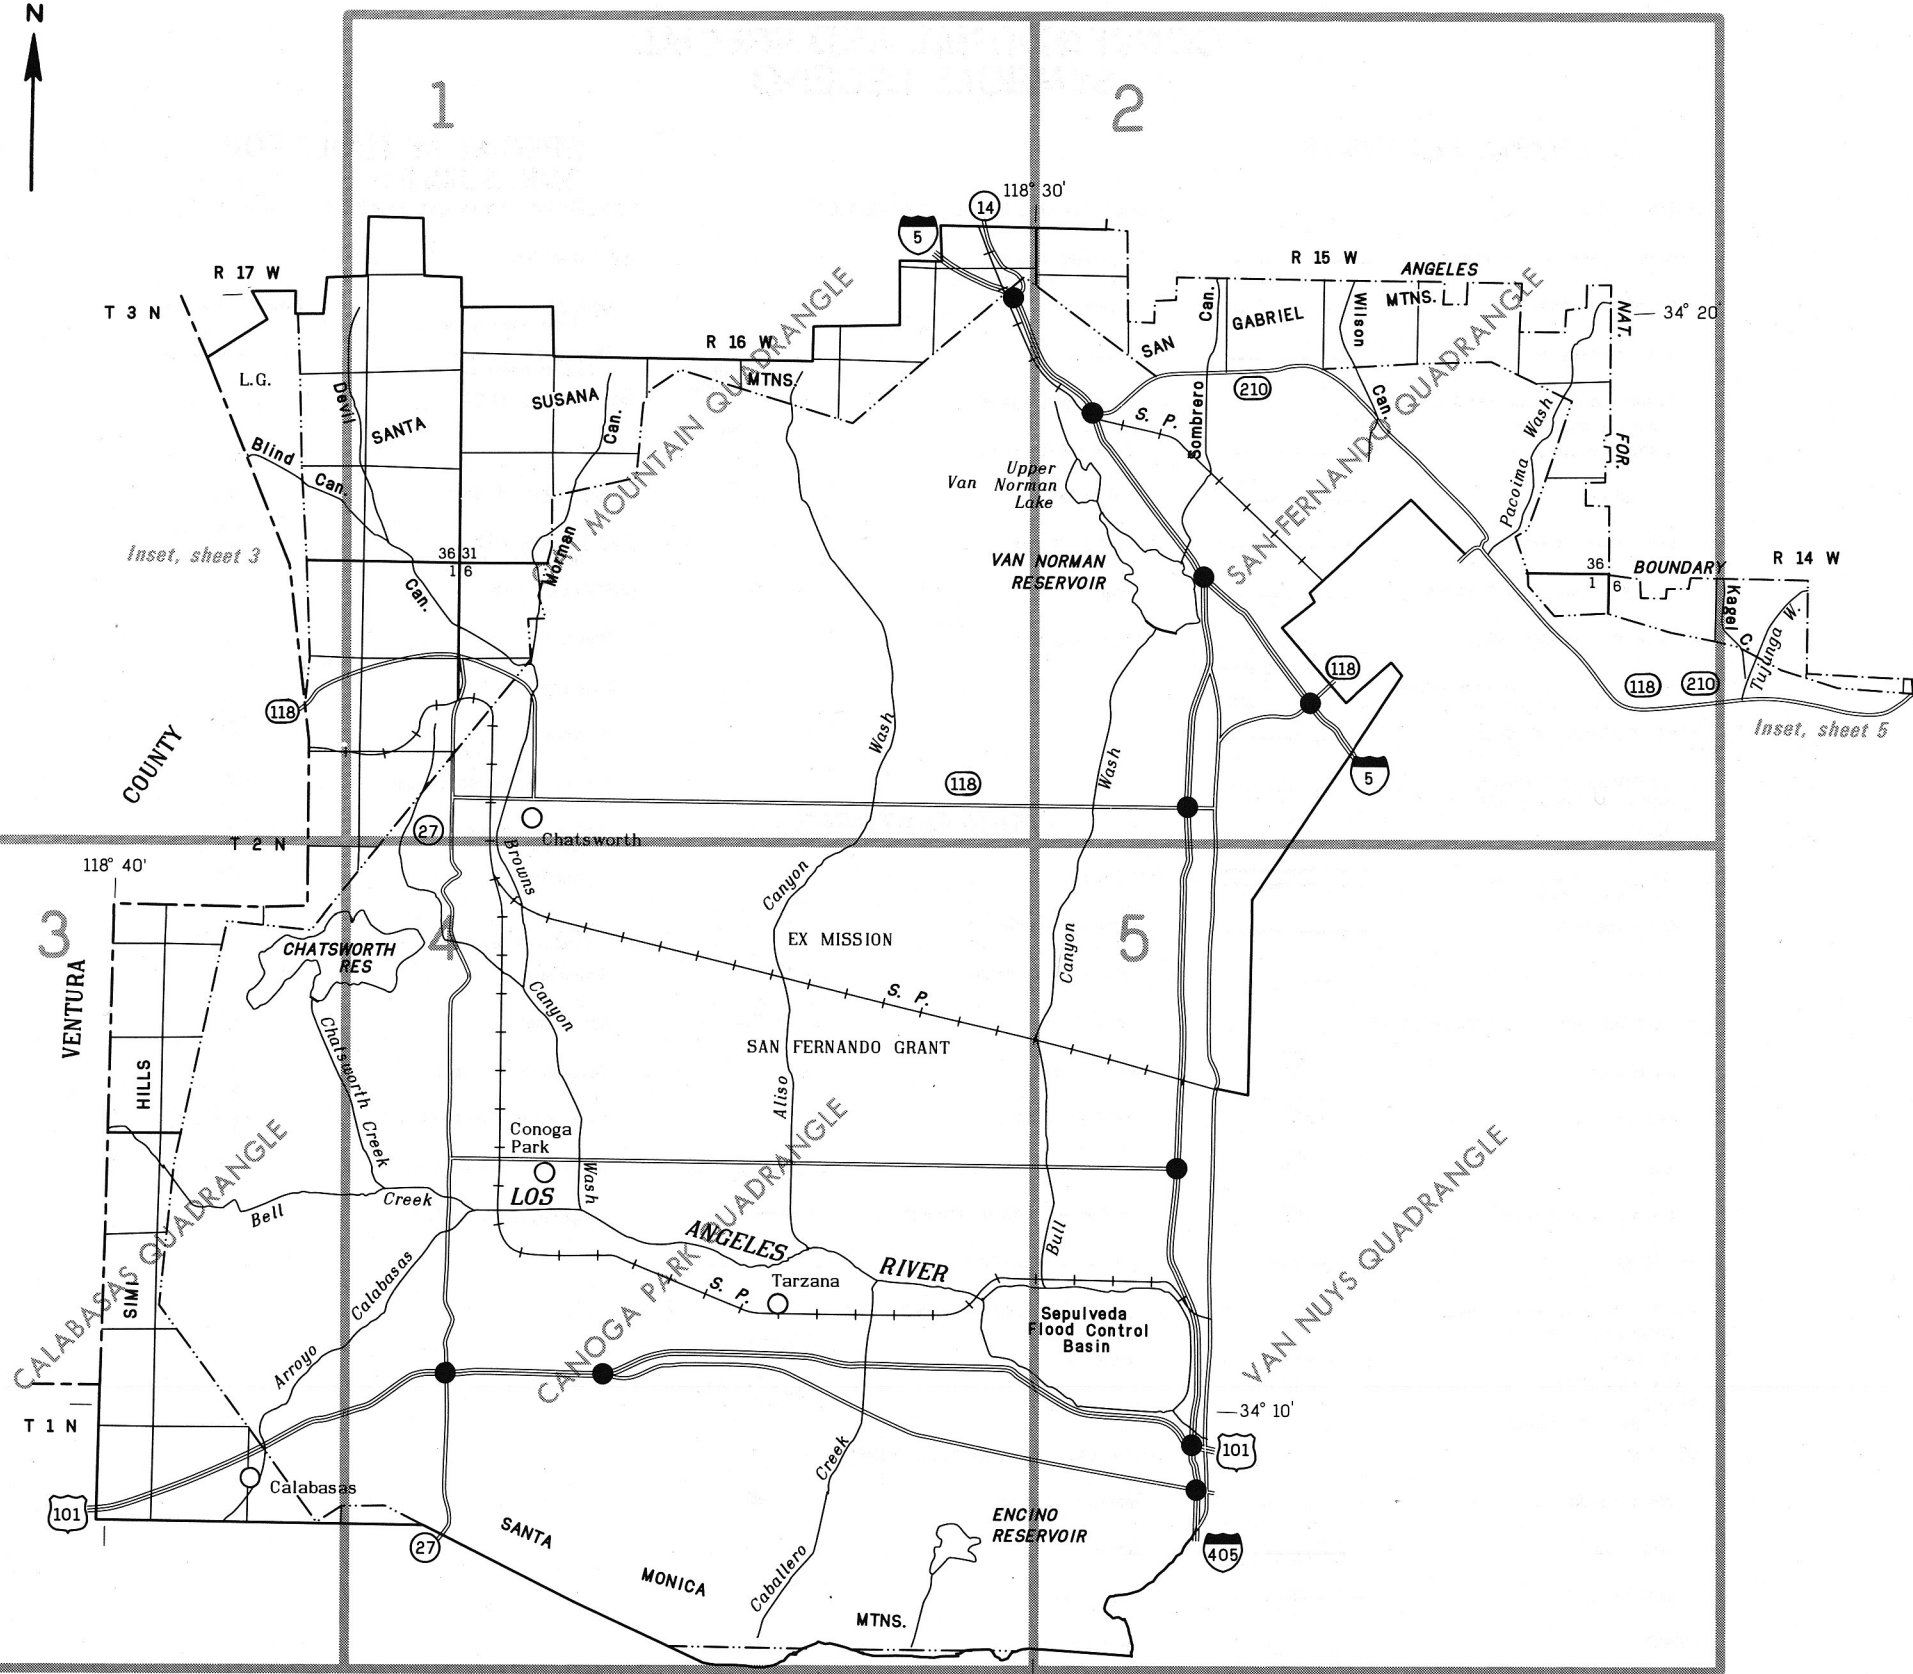 N
1
2
118° 30'
14
5
R 17 W
T 3 N
R 15 W
ANGELES
NAT.
FOR.
BOUNDARY
34° 20'
R 16 W
L.G.
SANTA
SUSANA
MTNS.
SAN
GABRIEL
MTNS.
Devil
Can.
Blind
Can.
Morman
Can.
Sombrero
Can.
Wilson
Can.
Pacoima Wash
210
S. P.
MOUNTAIN QUADRANGLE
SAN FERNANDO QUADRANGLE
Upper
Van Norman
Lake
VAN NORMAN
RESERVOIR
Inset, sheet 3
36 31
1 6
36
1 6
R 14 W
Kagel
C.
Tujunga W.
118
118
118
210
Inset, sheet 5
COUNTY
Wash
Wash
118
5
27
Chatsworth
T 2 N
118° 40'
3
4
5
Browns
Canyon
Wash
Canyon
Aliso
Canyon
Bull
CHATSWORTH
RES
EX MISSION
S. P.
SAN FERNANDO GRANT
VENTURA
HILLS
SIMI
Chatsworth Creek
Conoga
Park
LOS
ANGELES
RIVER
Bell
Creek
CALABASAS QUADRANGLE
CANOGA PARK QUADRANGLE
VAN NUYS QUADRANGLE
Arroyo
Calabasas
S. P.
Tarzana
Sepulveda
Flood Control
Basin
T 1 N
34° 10'
101
Calabasas
101
27
SANTA
MONICA
MTNS.
Caballero
Creek
ENCINO
RESERVOIR
405